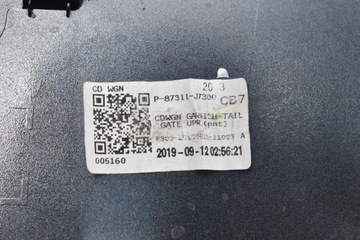 CD WGN
P-87311-J7300
CB7
CDWGN GARNISH-TAIL
GATE UPR(pnt)
005160
2019-09-12 02:56:21